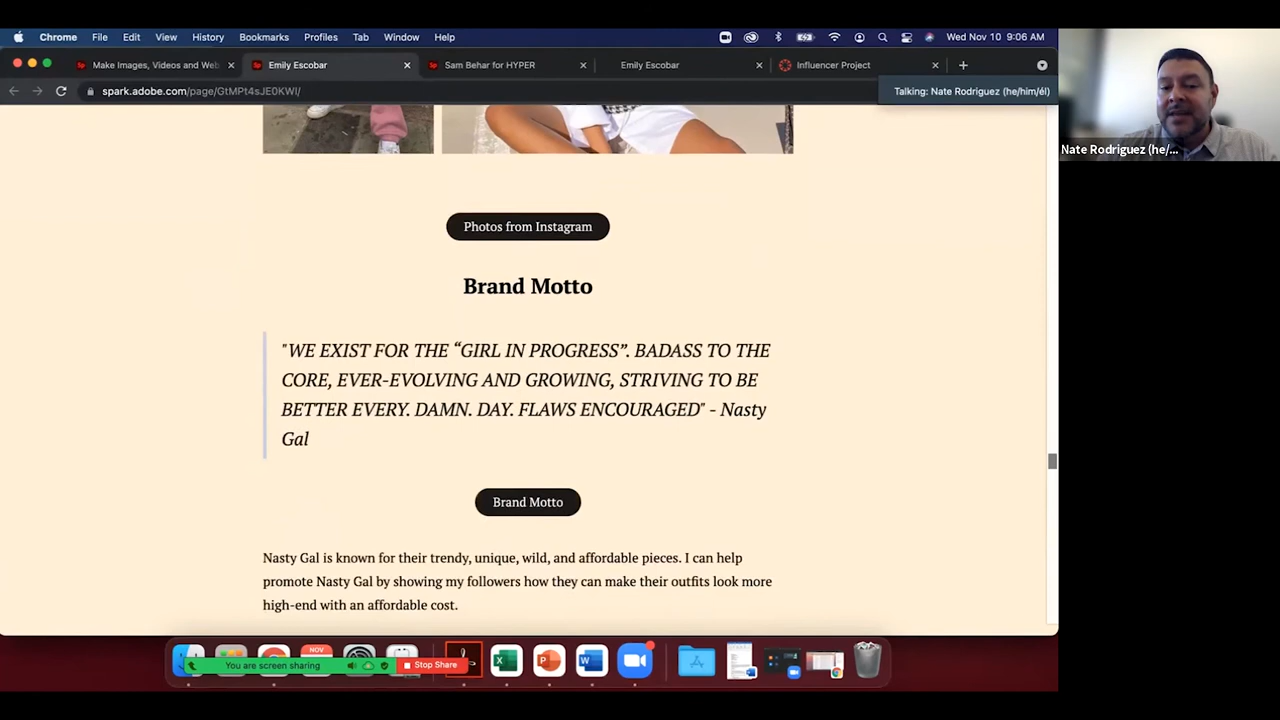 Chrome File Edit View History Bookmarks Profiles Tab Window Help Wed Nov 10 9:06 AM
Make Images, Videos and Web Emily Escobar Sam Behar for HYPER Emily Escobar Influencer Project
spark.adobe.com/page/GtMPt4sJE0KWI/
Talking: Nate Rodriguez (he/him/él)
Nate Rodriguez (he/...
Photos from Instagram
Brand Motto
"WE EXIST FOR THE “GIRL IN PROGRESS”. BADASS TO THE
CORE, EVER-EVOLVING AND GROWING, STRIVING TO BE
BETTER EVERY. DAMN. DAY. FLAWS ENCOURAGED" - Nasty
Gal
Brand Motto
Nasty Gal is known for their trendy, unique, wild, and affordable pieces. I can help
promote Nasty Gal by showing my followers how they can make their outfits look more
high-end with an affordable cost.
NOV
You are screen sharing Stop Share